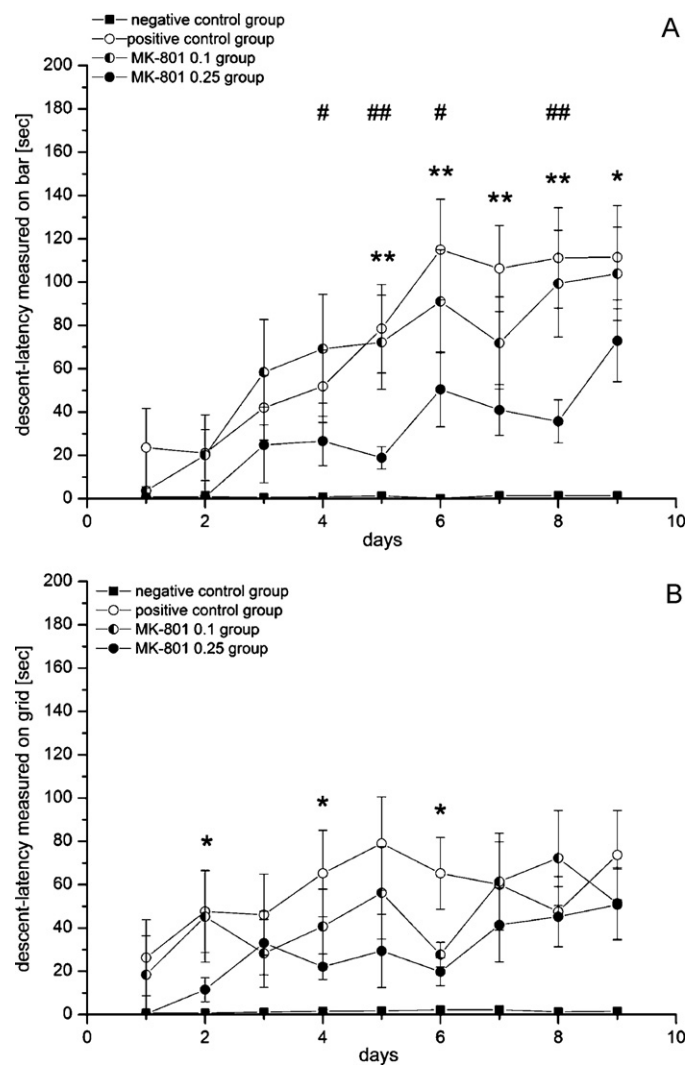 negative control group
A
positive control group
MK-801 0.1 group
MK-801 0.25 group
200
180
# ## # ##
160
** ** *
140
**
120
**
100
80
60
40
20
0
descent-latency measured on bar [sec]
0 2 4 6 8 10
days
200
negative control group
B
positive control group
180
MK-801 0.1 group
MK-801 0.25 group
160
140
120
100
*
*
80
*
60
40
20
0
descent-latency measured on grid [sec]
0 2 4 6 8 10
days